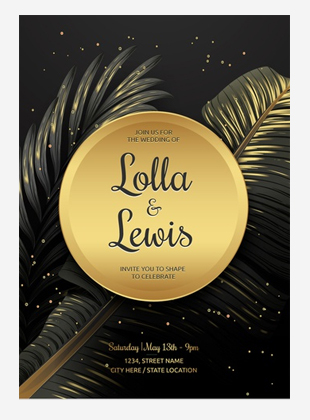 JOIN US FOR
THE WEDDING OF
Lolla
&
Lewis
INVITE YOU TO SHAPE
TO CELEBRATE
Saturday | May 13th - 9pm
1234, STREET NAME
CITY HERE / STATE LOCATION